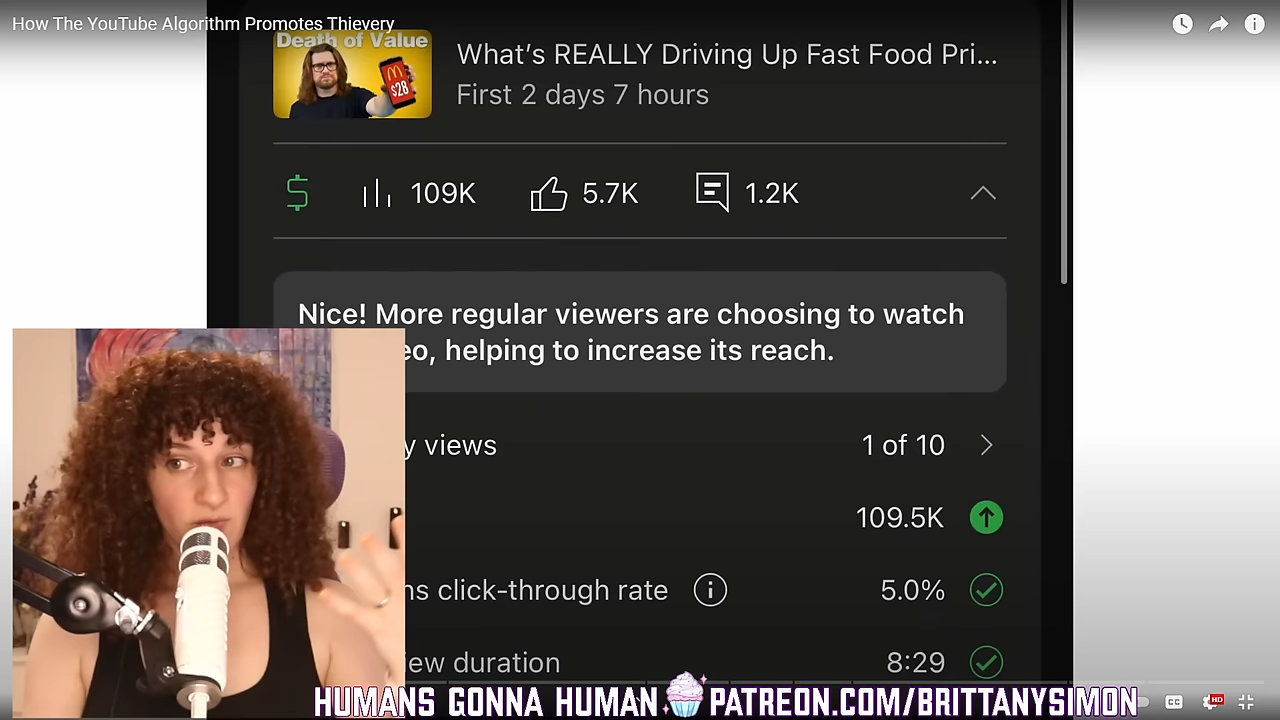 How The YouTube Algorithm Promotes Thievery
Death of Value
$28
What's REALLY Driving Up Fast Food Pri...
First 2 days 7 hours
109K
5.7K
1.2K
Nice! More regular viewers are choosing to watch
eo, helping to increase its reach.
y views
1 of 10
109.5K
ns click-through rate
5.0%
iew duration
8:29
HUMANS GONNA HUMAN PATREON.COM/BRITTANYSIMON
CC
HD